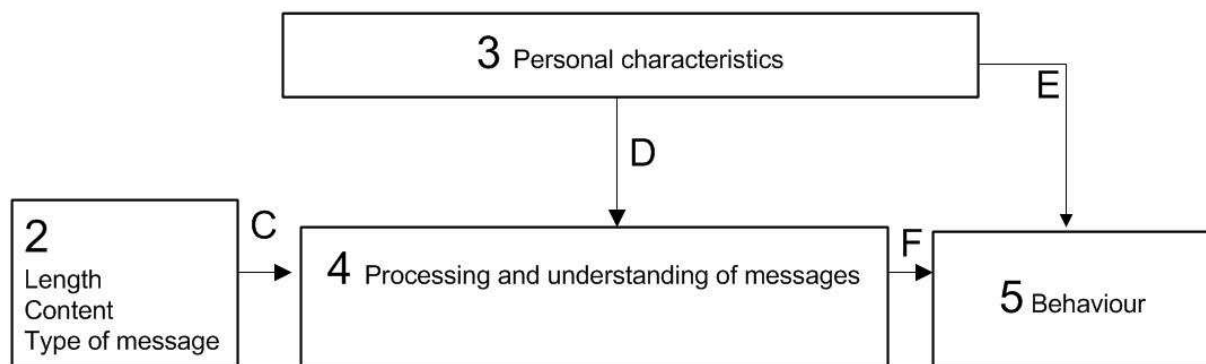 3 Personal characteristics
E
D
2
Length
Content
Type of message
C
4 Processing and understanding of messages
F
5 Behaviour